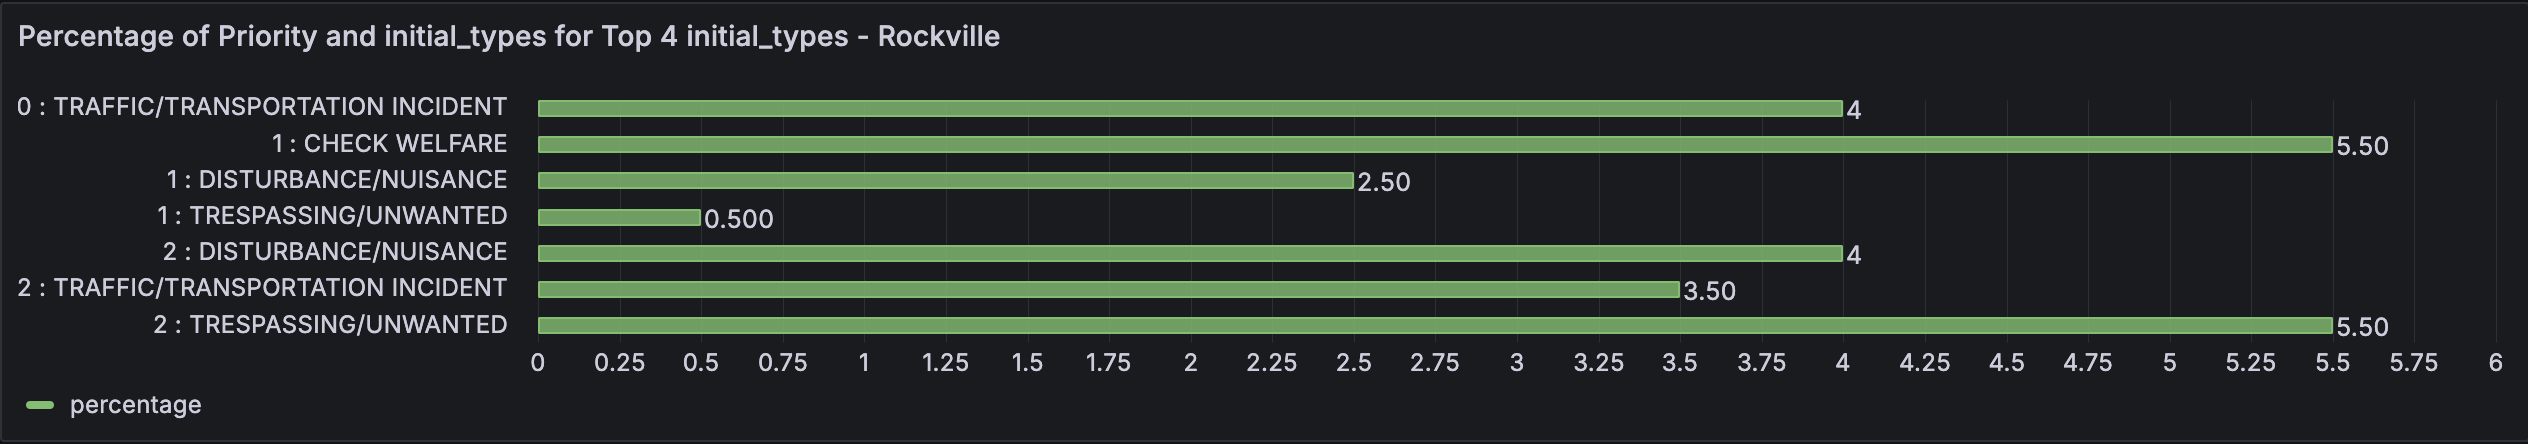 Percentage of Priority and initial_types for Top 4 initial_types - Rockville
0 : TRAFFIC/TRANSPORTATION INCIDENT 4
1 : CHECK WELFARE 5.50
1 : DISTURBANCE/NUISANCE 2.50
1 : TRESPASSING/UNWANTED 0.500
2 : DISTURBANCE/NUISANCE 4
2 : TRAFFIC/TRANSPORTATION INCIDENT 3.50
2 : TRESPASSING/UNWANTED 5.50
0 0.25 0.5 0.75 1 1.25 1.5 1.75 2 2.25 2.5 2.75 3 3.25 3.5 3.75 4 4.25 4.5 4.75 5 5.25 5.5 5.75 6
percentage